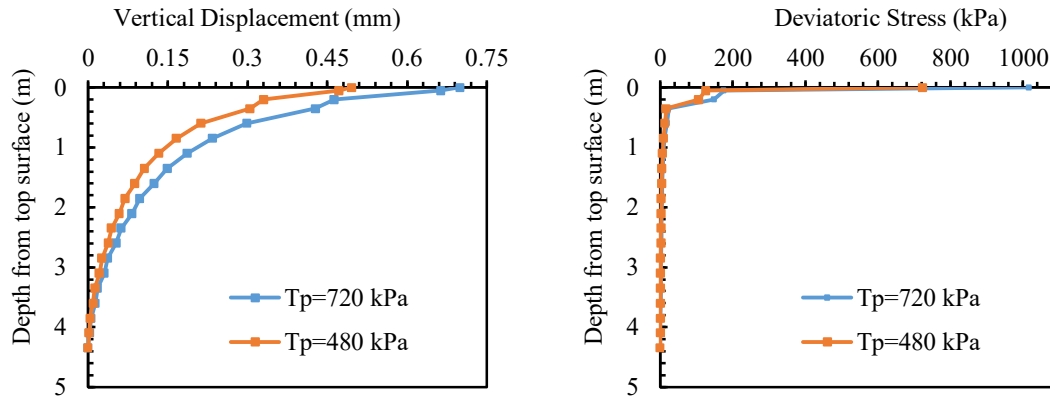 Vertical Displacement (mm)
0 0.15 0.3 0.45 0.6 0.75
Depth from top surface (m)
0
1
2
3
4
5
Tp=720 kPa
Tp=480 kPa
Deviatoric Stress (kPa)
0 200 400 600 800 1000
Depth from top surface (m)
0
1
2
3
4
5
Tp=720 kPa
Tp=480 kPa